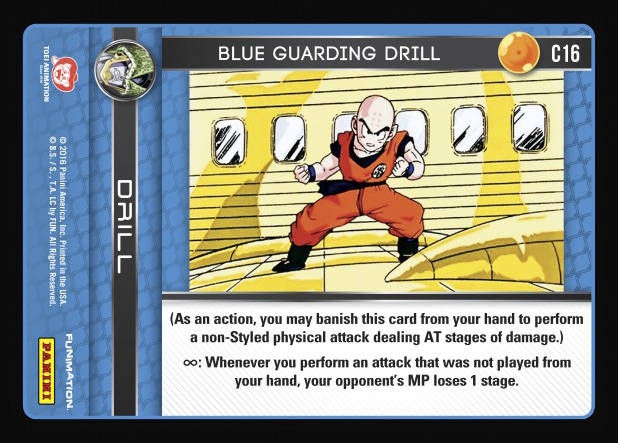 BLUE GUARDING DRILL
C16
DRILL
(As an action, you may banish this card from your hand to perform
a non-Styled physical attack dealing AT stages of damage.)
∞: Whenever you perform an attack that was not played from
your hand, your opponent's MP loses 1 stage.
TOEI ANIMATION
© 2016 Panini America, Inc. Printed in the USA.
© B.S. / S., T.A. LC by FUN. All Rights Reserved.
FUNIMATION
PANINI